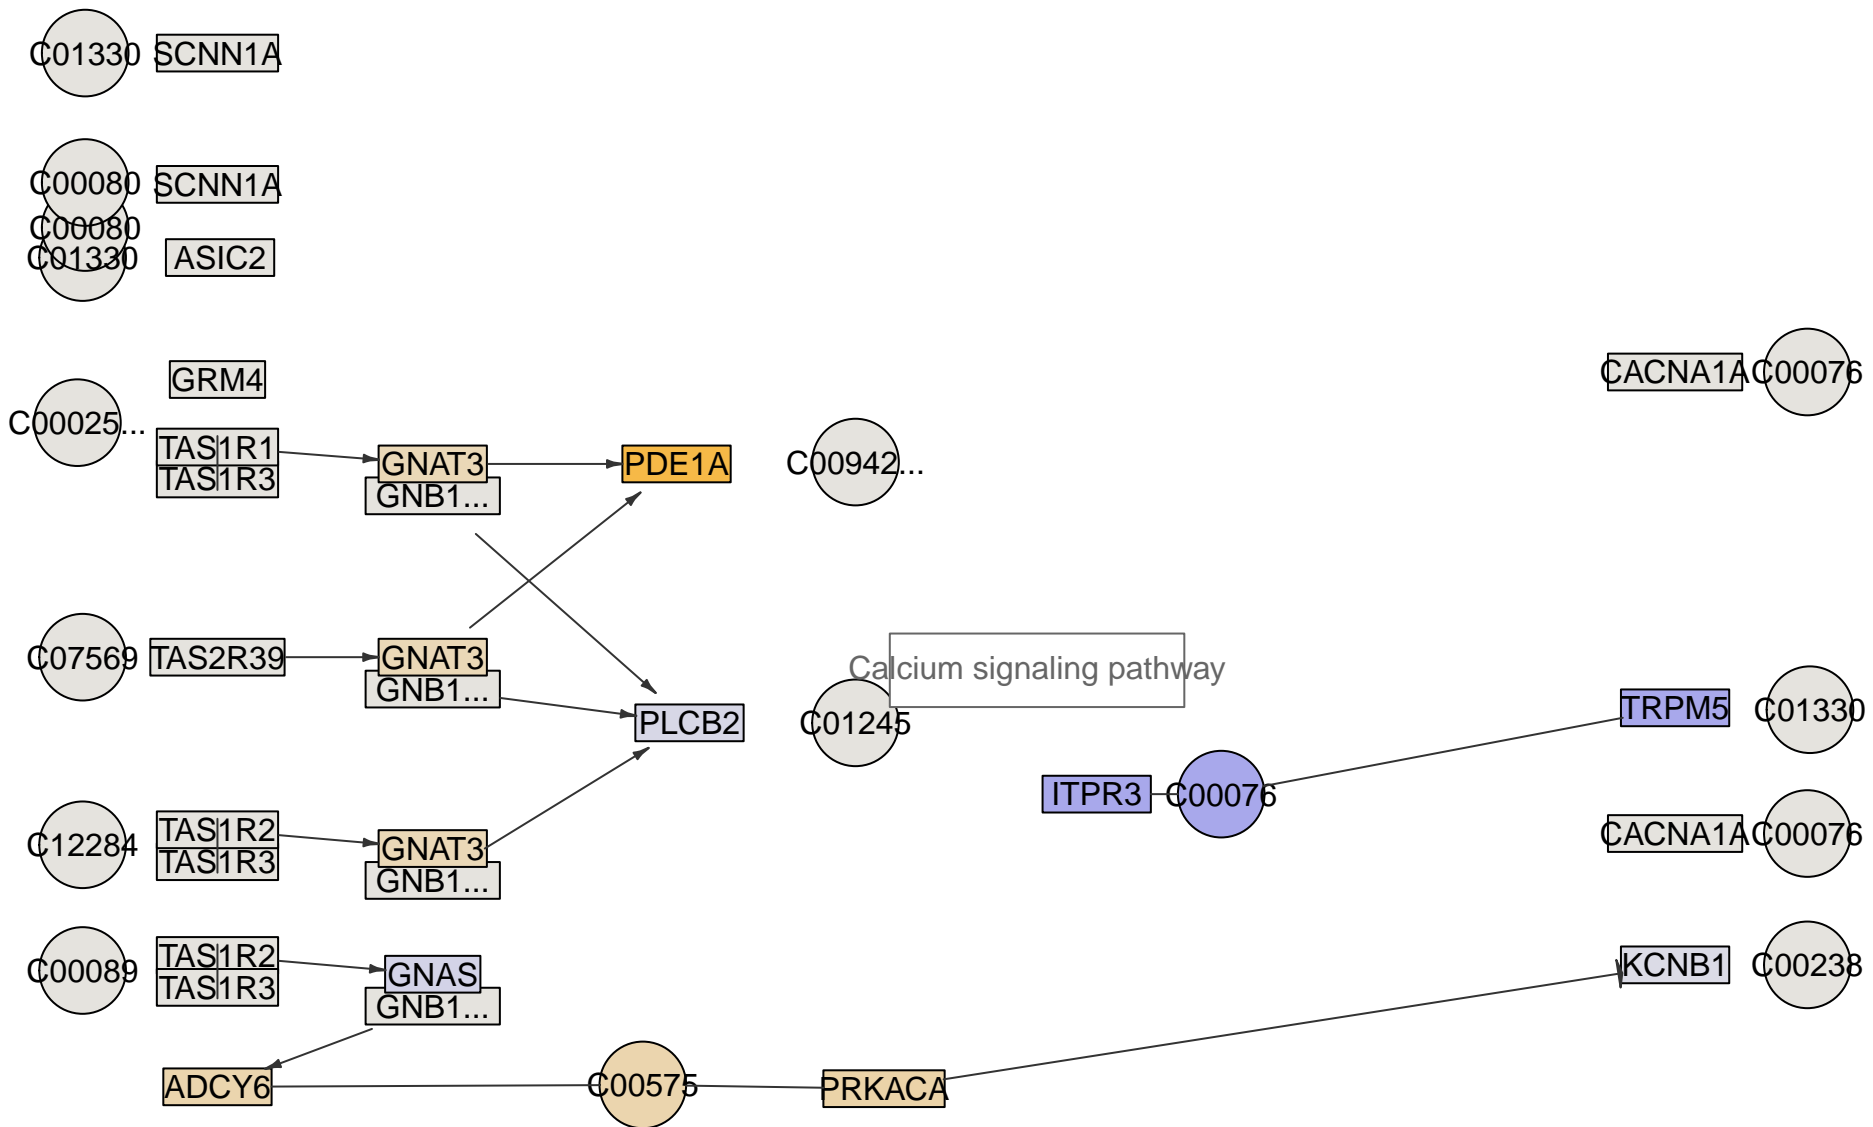 C01330 SCNN1A
C00080 SCNN1A
C00080
C01330 ASIC2
GRM4
CACNA1A C00076
C00025...
TAS1R1
GNAT3 PDE1A C00942...
TAS1R3
GNB1...
C07569 TAS2R39 GNAT3
Calcium signaling pathway
GNB1...
PLCB2 C01245
TRPM5 C01330
ITPR3 C00076
C12284 TAS1R2
TAS1R3
GNAT3
GNB1...
CACNA1A C00076
C00089 TAS1R2
TAS1R3
GNAS
GNB1...
KCNB1 C00238
ADCY6 C00575 PRKACA